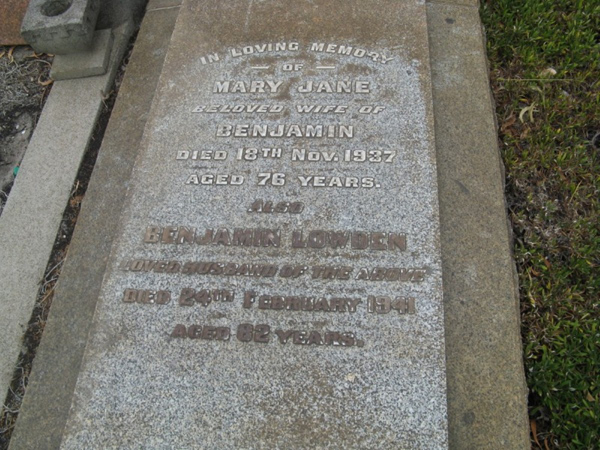 IN LOVING MEMORY
— OF —
MARY JANE
BELOVED WIFE OF
BENJAMIN
DIED 18TH NOV. 1937
AGED 76 YEARS.
ALSO
BENJAMIN LOWDEN
LOVED HUSBAND OF THE ABOVE
DIED 24TH FEBRUARY 1941
AGED 82 YEARS.